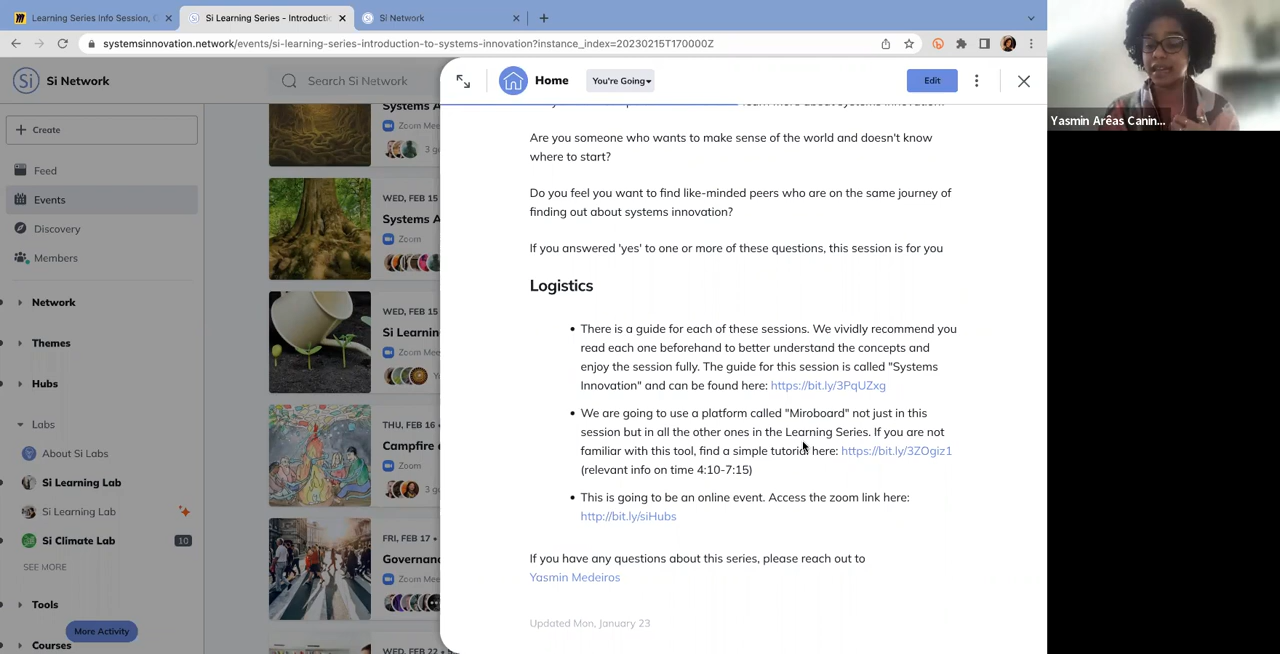 Learning Series Info Session,
Si Learning Series - Introducti
Si Network
systemsinnovation.network/events/si-learning-series-introduction-to-systems-innovation?instance_index=20230215T170000Z
Si
Si Network
Search Si Network
Create
Feed
Events
Discovery
Members
Network
Themes
Hubs
Labs
About Si Labs
Si Learning Lab
Si Learning Lab
Si Climate Lab
10
SEE MORE
Tools
More Activity
Courses
Systems A
Zoom Mee
3 gu
WED, FEB 15
Systems A
Zoom
WED, FEB 15
Si Learnin
Zoom Mee
THU, FEB 16
Campfire
Zoom
3 g
FRI, FEB 17 •
Governan
Zoom Mee
WED, FEB 22
Home
You're Going
Edit
Are you someone who wants to make sense of the world and doesn't know
where to start?
Do you feel you want to find like-minded peers who are on the same journey of
finding out about systems innovation?
If you answered 'yes' to one or more of these questions, this session is for you
Logistics
• There is a guide for each of these sessions. We vividly recommend you
read each one beforehand to better understand the concepts and
enjoy the session fully. The guide for this session is called "Systems
Innovation" and can be found here: https://bit.ly/3PqUZxg
• We are going to use a platform called "Miroboard" not just in this
session but in all the other ones in the Learning Series. If you are not
familiar with this tool, find a simple tutorial here: https://bit.ly/3ZOgiz1
(relevant info on time 4:10-7:15)
• This is going to be an online event. Access the zoom link here:
http://bit.ly/siHubs
If you have any questions about this series, please reach out to
Yasmin Medeiros
Updated Mon, January 23
Yasmin Arêas Canin...